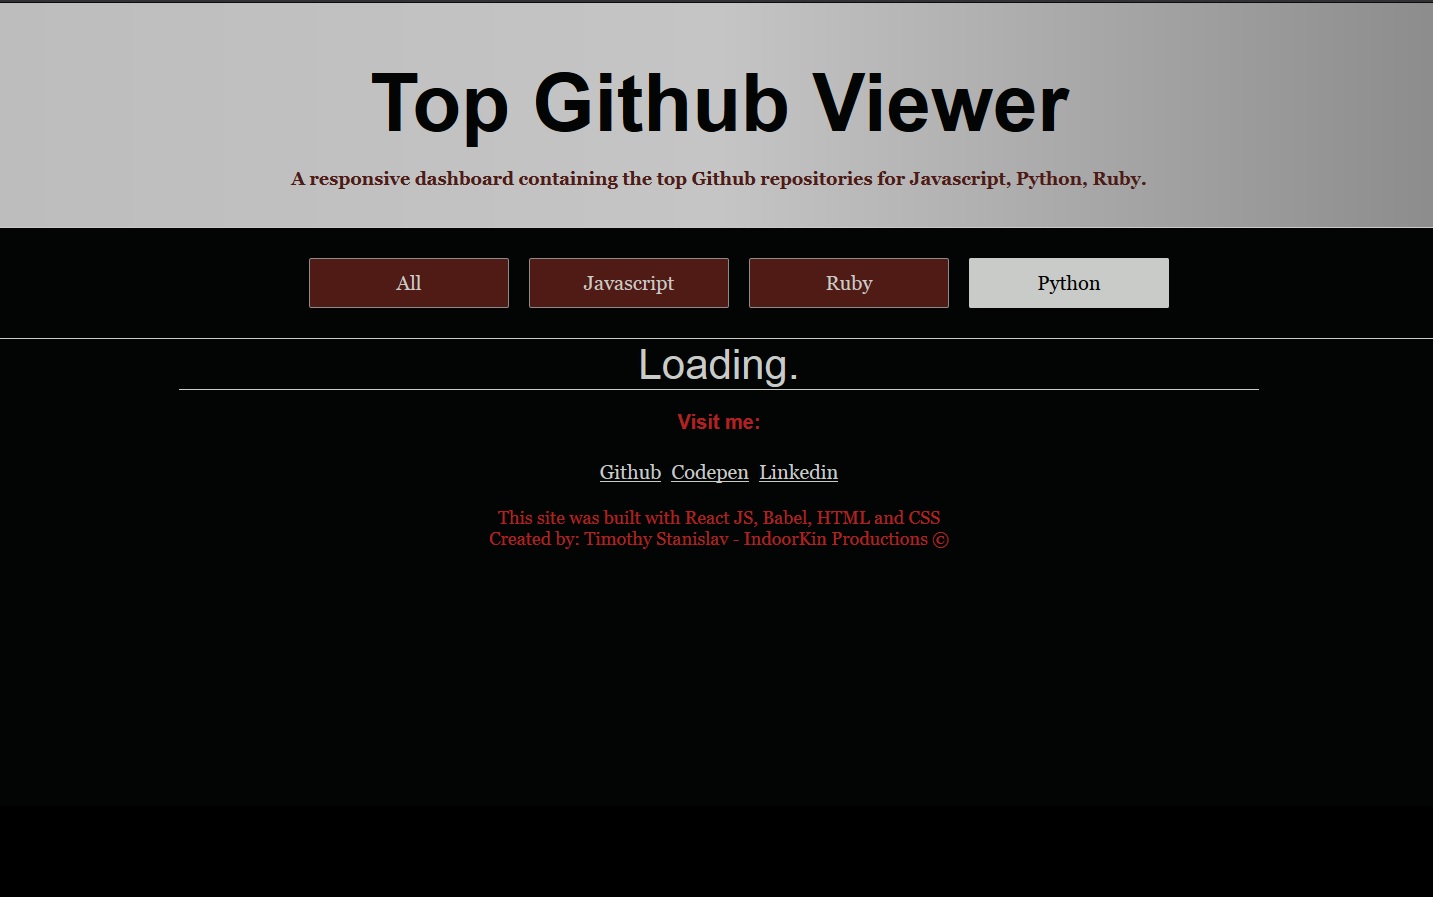 Top Github Viewer
A responsive dashboard containing the top Github repositories for Javascript, Python, Ruby.
All Javascript Ruby Python
Loading.
Visit me:
Github Codepen Linkedin
This site was built with React JS, Babel, HTML and CSS
Created by: Timothy Stanislav - IndoorKin Productions ©